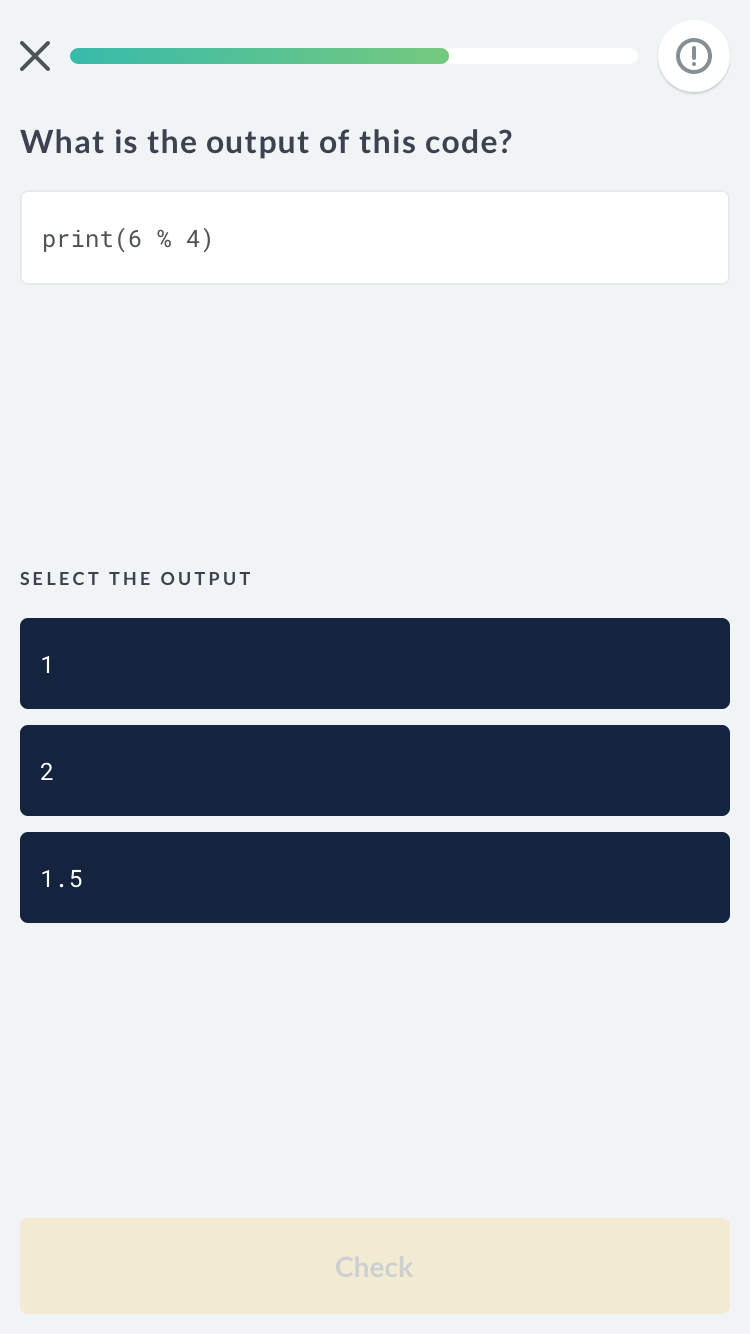 What is the output of this code?
print(6 % 4)
SELECT THE OUTPUT
1
2
1.5
Check